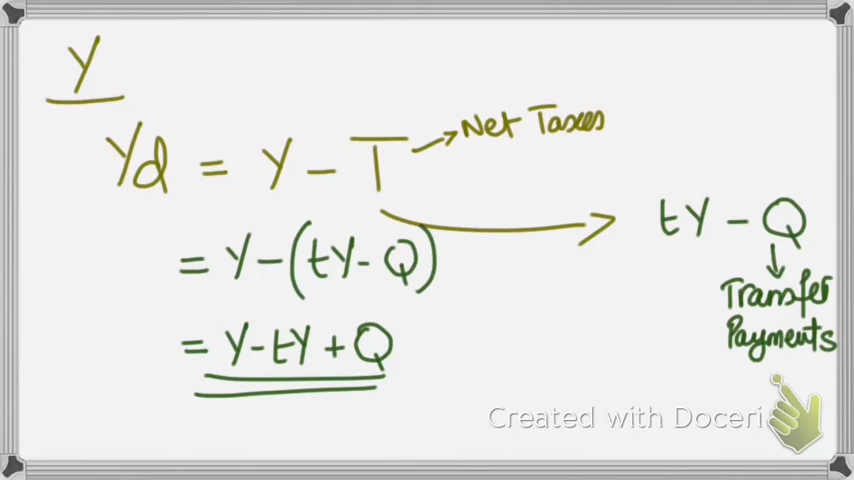 Y
Yd = Y - T → Net Taxes
tY - Q
= Y - (tY - Q)
Transfer
Payments
= Y - tY + Q
Created with Doceri